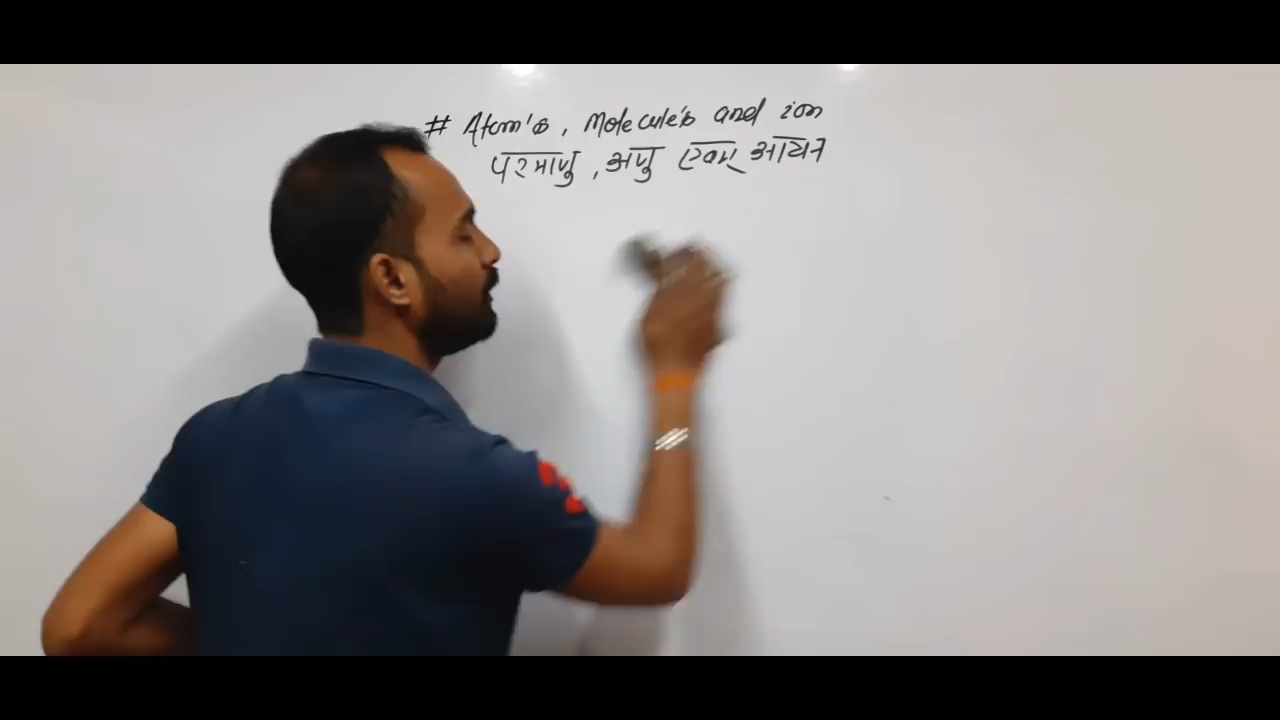 # Atom's, Molecule's and ion
परमाणु, अणु एवम् आयन